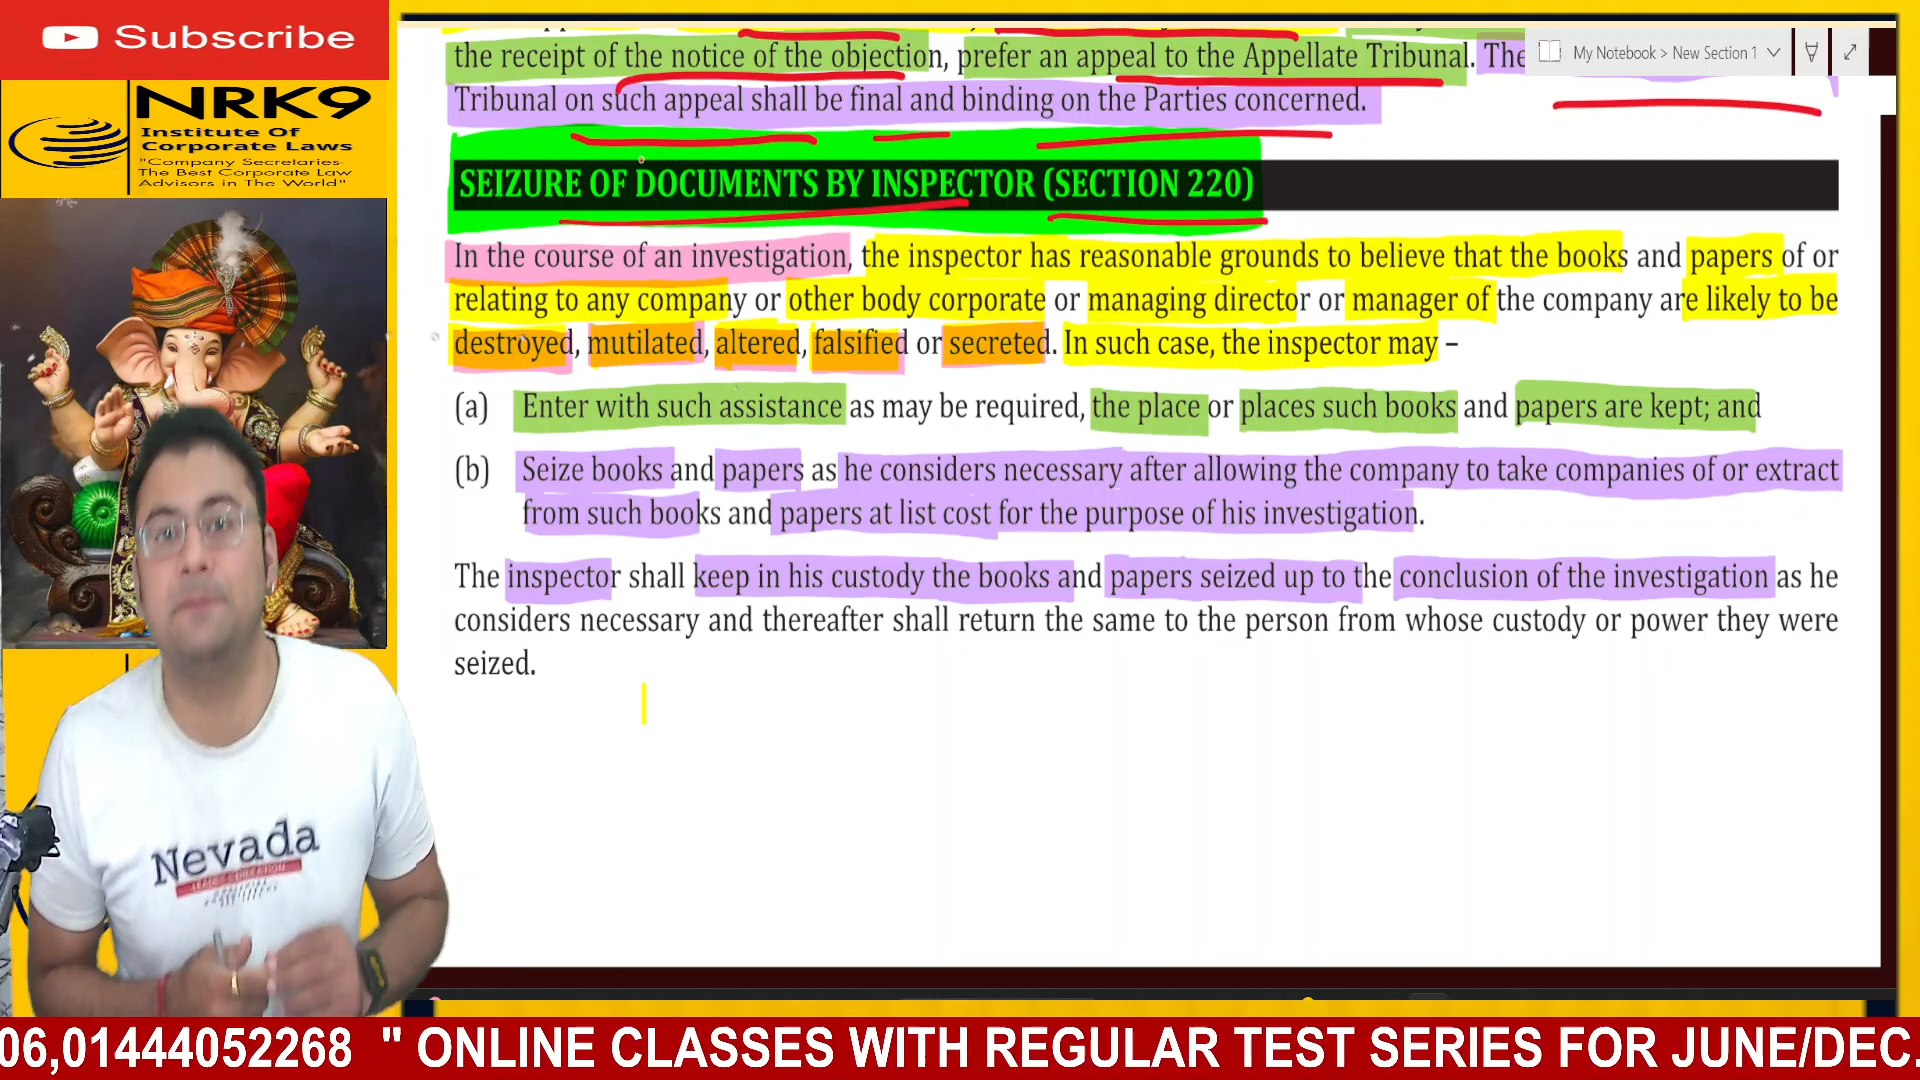 Subscribe
NRK9
Institute Of
Corporate Laws
"Company Secretaries-
The Best Corporate Law
Advisors in The World"
the receipt of the notice of the objection, prefer an appeal to the Appellate Tribunal. The
My Notebook > New Section 1
Tribunal on such appeal shall be final and binding on the Parties concerned.
SEIZURE OF DOCUMENTS BY INSPECTOR (SECTION 220)
In the course of an investigation, the inspector has reasonable grounds to believe that the books and papers of or
relating to any company or other body corporate or managing director or manager of the company are likely to be
destroyed, mutilated, altered, falsified or secreted. In such case, the inspector may –
(a) Enter with such assistance as may be required, the place or places such books and papers are kept; and
(b) Seize books and papers as he considers necessary after allowing the company to take companies of or extract
from such books and papers at list cost for the purpose of his investigation.
The inspector shall keep in his custody the books and papers seized up to the conclusion of the investigation as he
considers necessary and thereafter shall return the same to the person from whose custody or power they were
seized.
Nevada
06,01444052268 " ONLINE CLASSES WITH REGULAR TEST SERIES FOR JUNE/DEC.